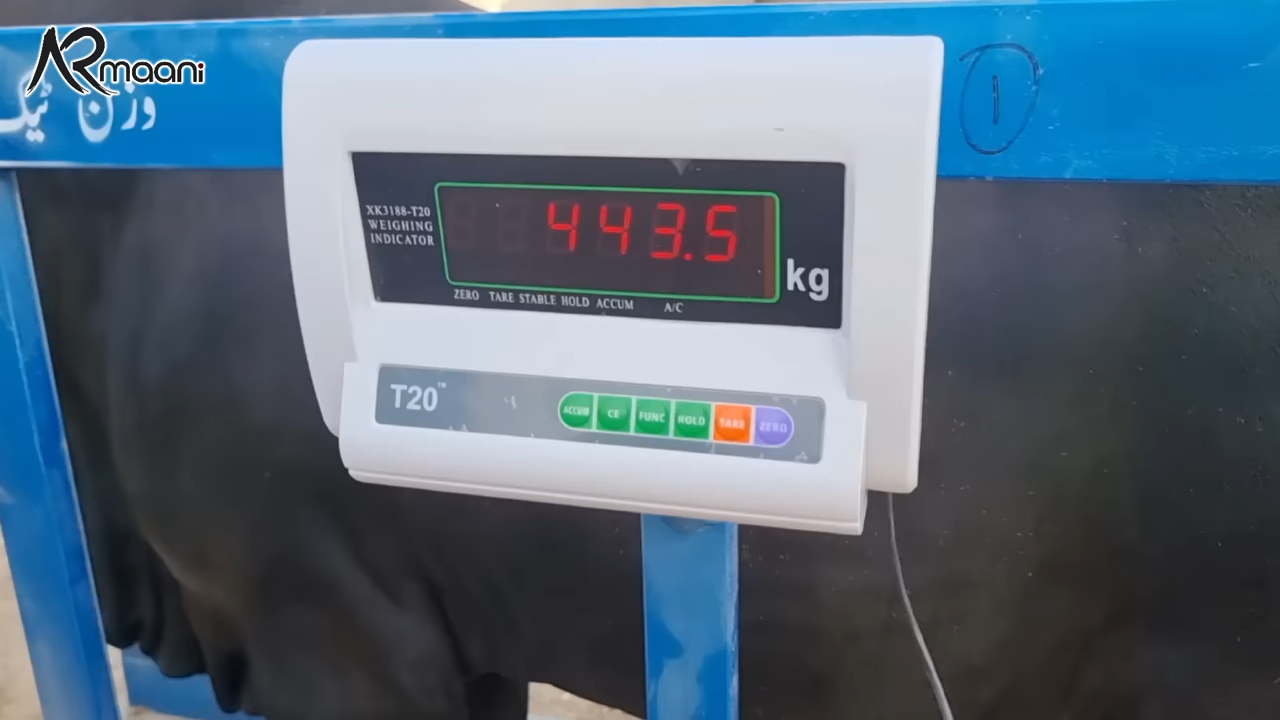 ARmaani
وزن ٹیک
1
XK3188-T20
WEIGHING
INDICATOR
443.5
kg
ZERO TARE STABLE HOLD ACCUM A/C
T20™
ACCUM CE FUNC HOLD TARE ZERO